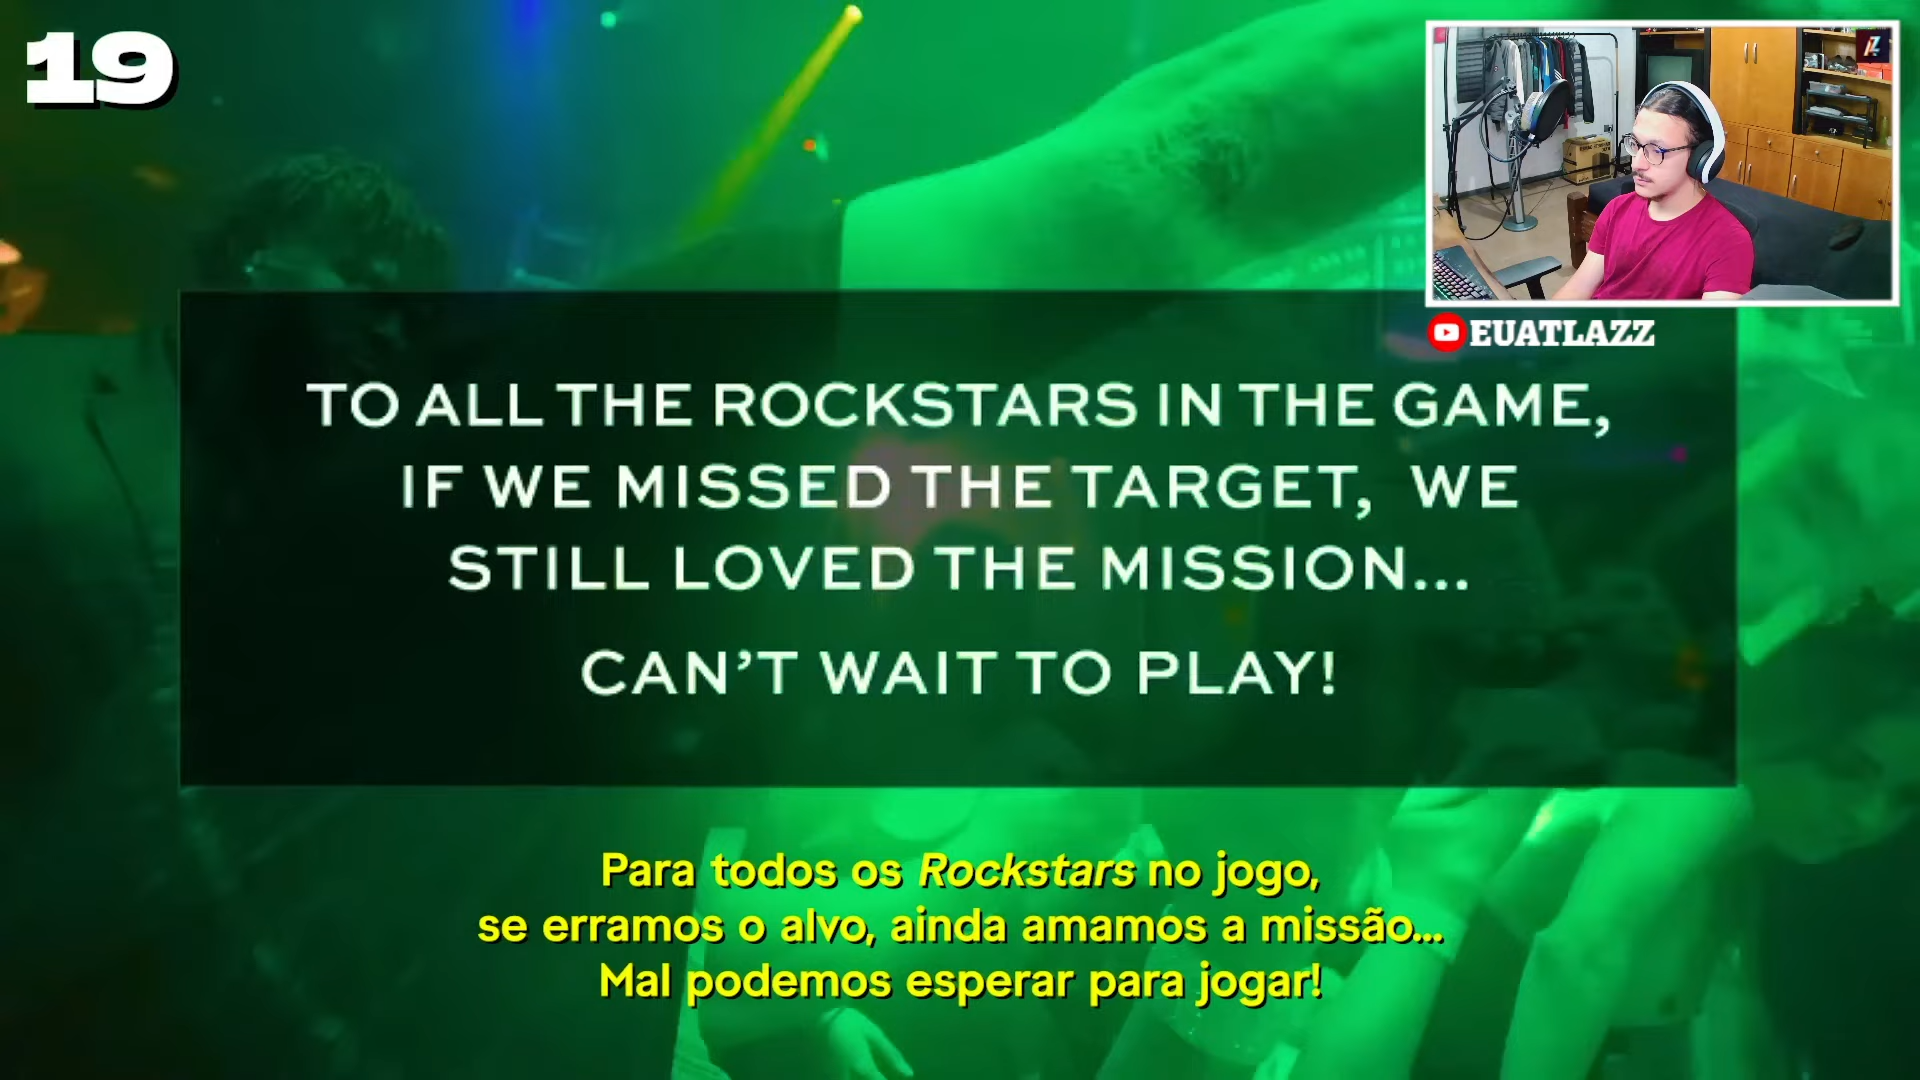 19
EUATLAZZ
TO ALL THE ROCKSTARS IN THE GAME,
IF WE MISSED THE TARGET, WE
STILL LOVED THE MISSION...
CAN'T WAIT TO PLAY!
Para todos os Rockstars no jogo,
se erramos o alvo, ainda amamos a missão...
Mal podemos esperar para jogar!